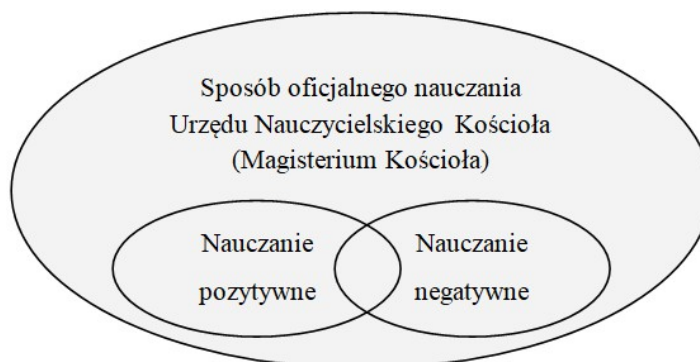 Sposób oficjalnego nauczania
Urzędu Nauczycielskiego Kościoła
(Magisterium Kościoła)
Nauczanie
pozytywne
Nauczanie
negatywne